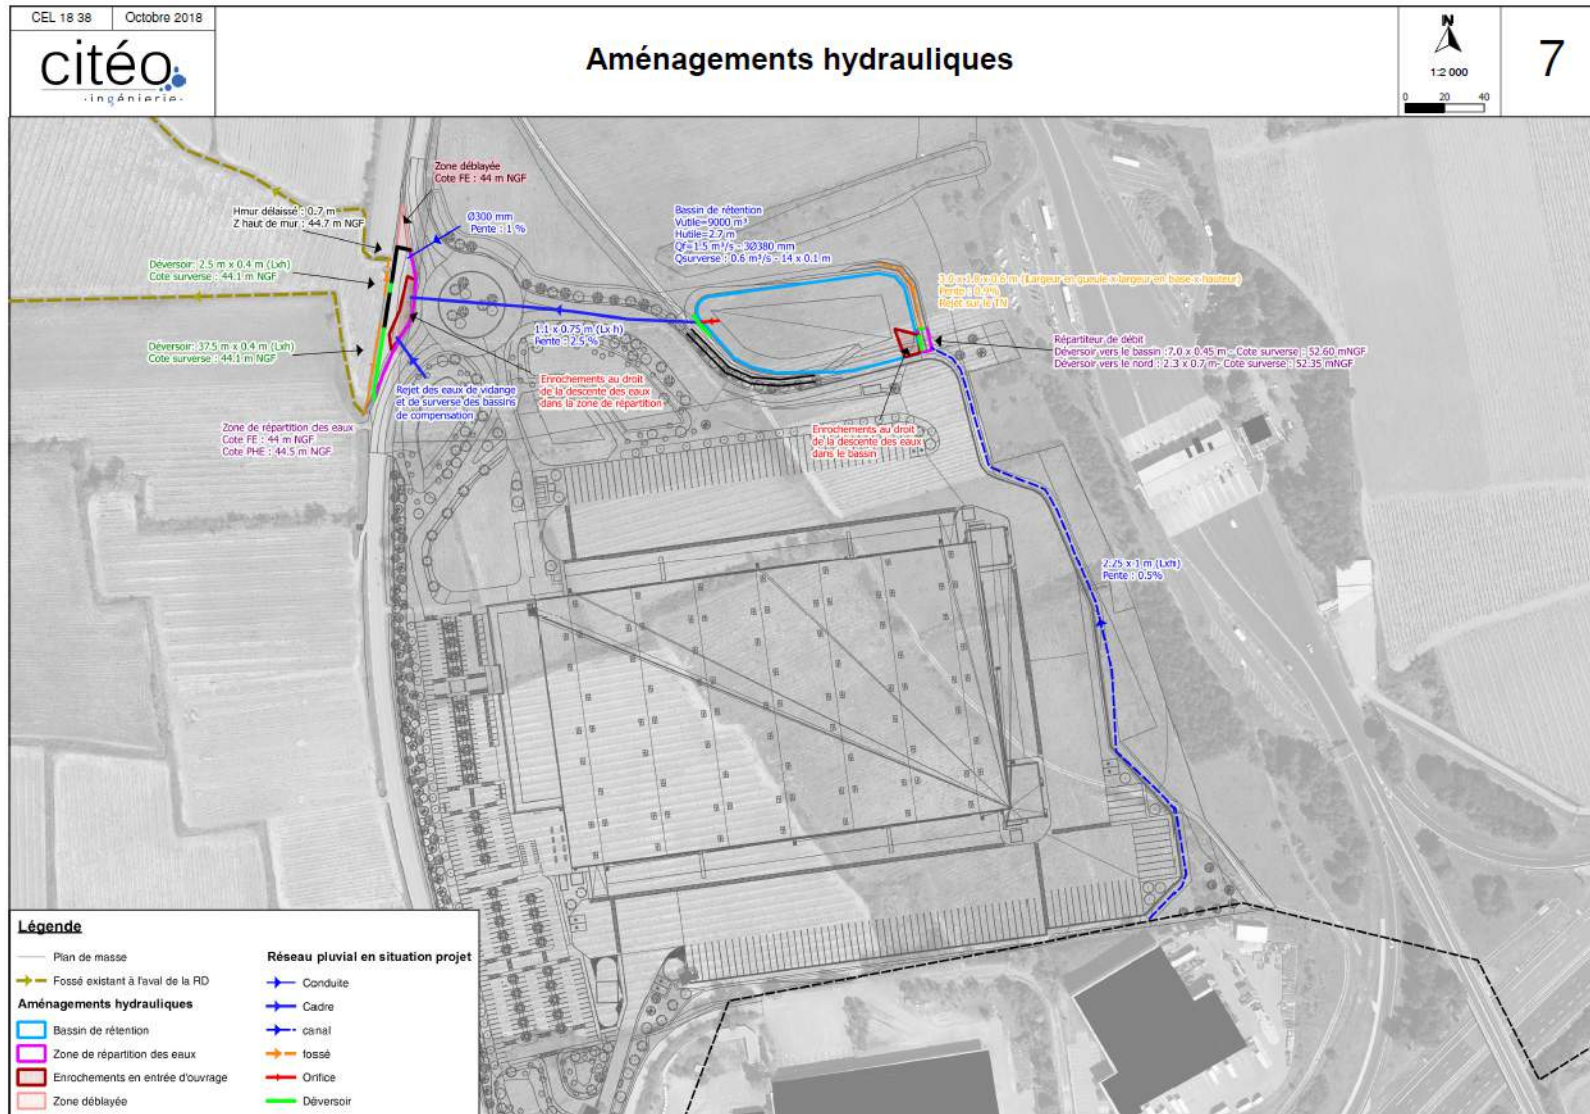 CEL 18 38
Octobre 2018
citéo
·ingénierie·
Aménagements hydrauliques
N
1:2 000
0 20 40
7
Zone déblayée
Cote FE : 44 m NGF
Hmur délaissé : 0.7 m
Z haut de mur : 44.7 m NGF
Ø300 mm
Pente : 1 %
Déversoir: 2.5 m x 0.4 m (Lxh)
Cote surverse : 44.1 m NGF
Bassin de rétention
Vutile=9000 m³
Hutile=2.7 m
Qf=1.5 m³/s - 3Ø380 mm
Qsurverse : 0.6 m³/s - 14 x 0.1 m
3.0 x 1.8 x 0.6 m (Largeur en gueule x largeur en base x hauteur)
Pente : 0.9%
Rejet sur le TN
1.1 x 0.75 m (Lx h)
Pente : 2.5 %
Répartiteur de débit
Déversoir vers le bassin :7.0 x 0.45 m - Cote surverse : 52.60 mNGF
Déversoir vers le nord : 2.3 x 0.7 m- Cote surverse : 52.35 mNGF
Déversoir: 37.5 m x 0.4 m (Lxh)
Cote surverse : 44.1 m NGF
Rejet des eaux de vidange
et de surverse des bassins
de compensation
Enrochements au droit
de la descente des eaux
dans la zone de répartition
Zone de répartition des eaux
Cote FE : 44 m NGF
Cote PHE : 44.5 m NGF
Enrochements au droit
de la descente des eaux
dans le bassin
2.25 x 1 m (Lxh)
Pente : 0.5%
Légende
Plan de masse
Fossé existant à l'aval de la RD
Aménagements hydrauliques
Bassin de rétention
Zone de répartition des eaux
Enrochements en entrée d'ouvrage
Zone déblayée
Réseau pluvial en situation projet
Conduite
Cadre
canal
fossé
Orifice
Déversoir